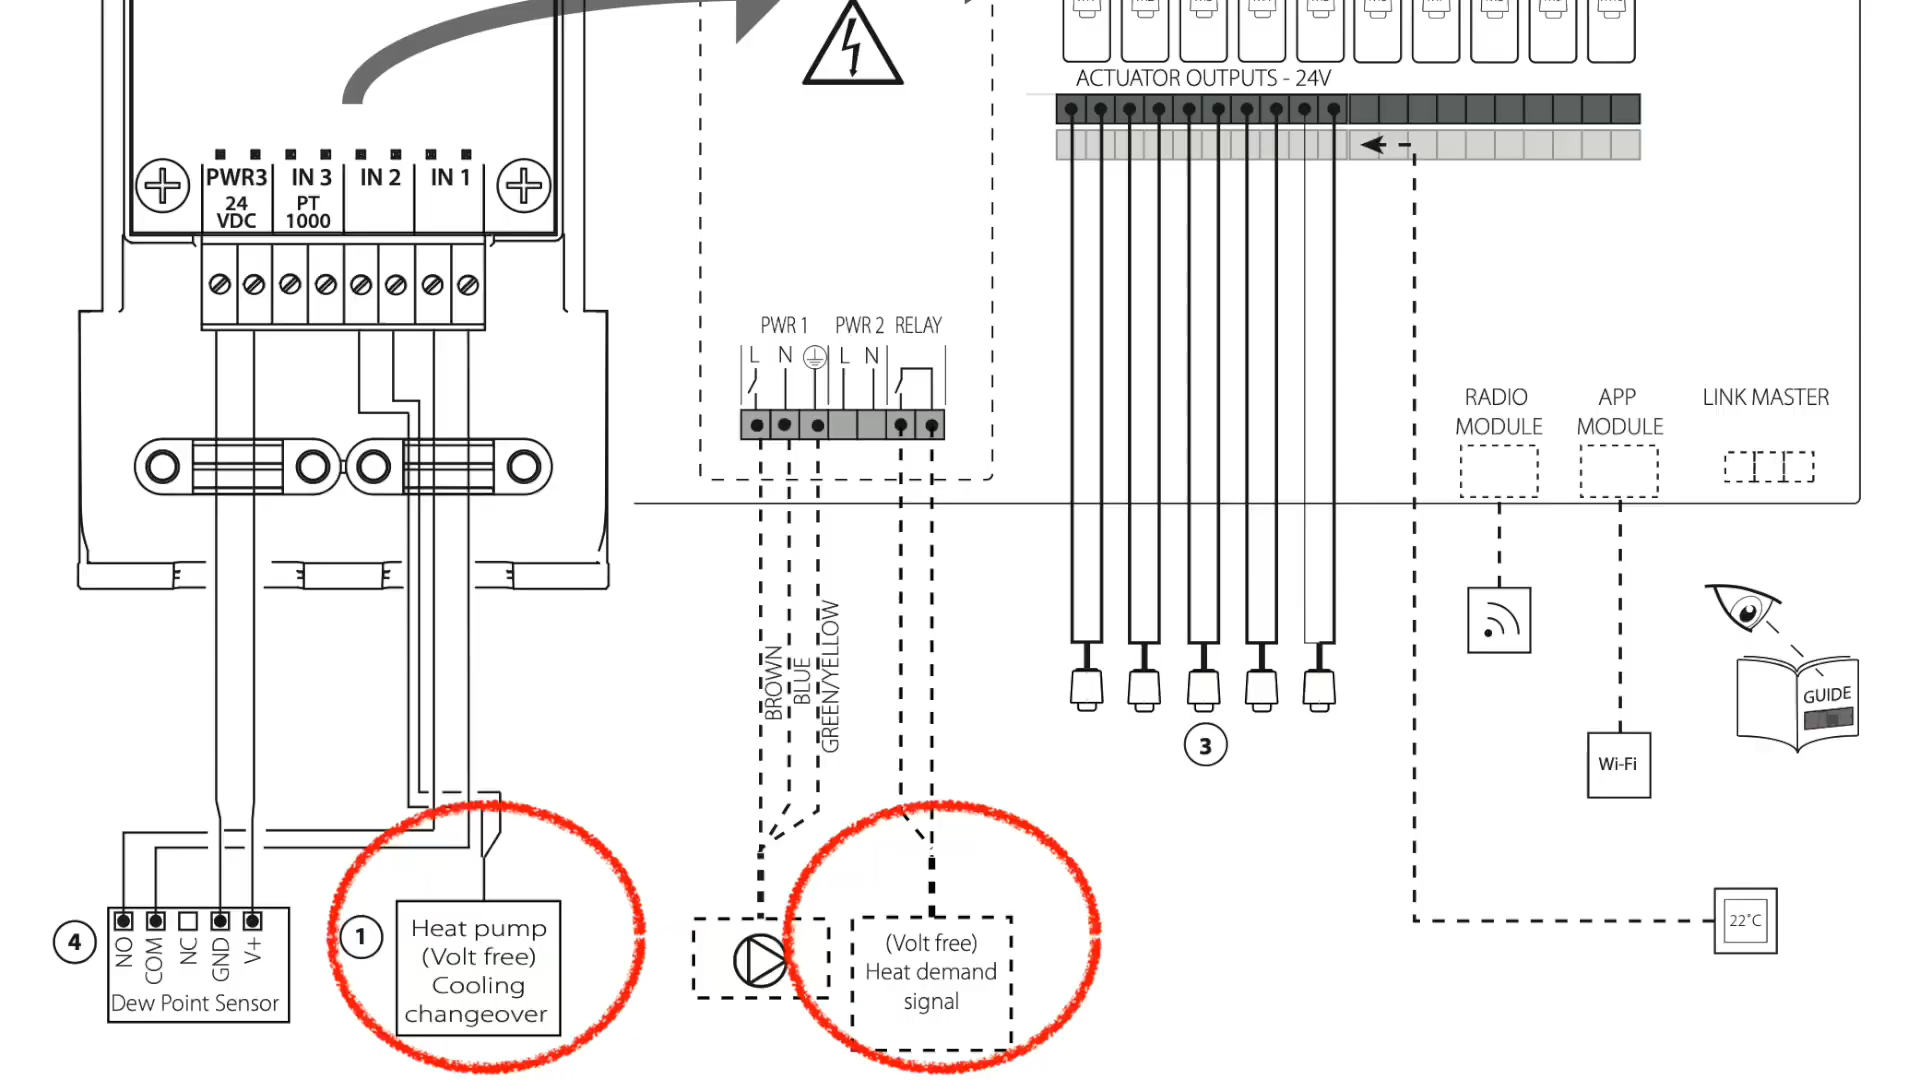 ACTUATOR OUTPUTS - 24V
PWR3 IN 3 IN 2 IN 1
24 PT
VDC 1000
PWR 1 PWR 2 RELAY
L N L N
RADIO APP LINK MASTER
MODULE MODULE
BROWN
BLUE
GREEN/YELLOW
GUIDE
3
Wi-Fi
22°C
4
NO
COM
NC
GND
V+
Dew Point Sensor
1
Heat pump
(Volt free)
Cooling
changeover
(Volt free)
Heat demand
signal